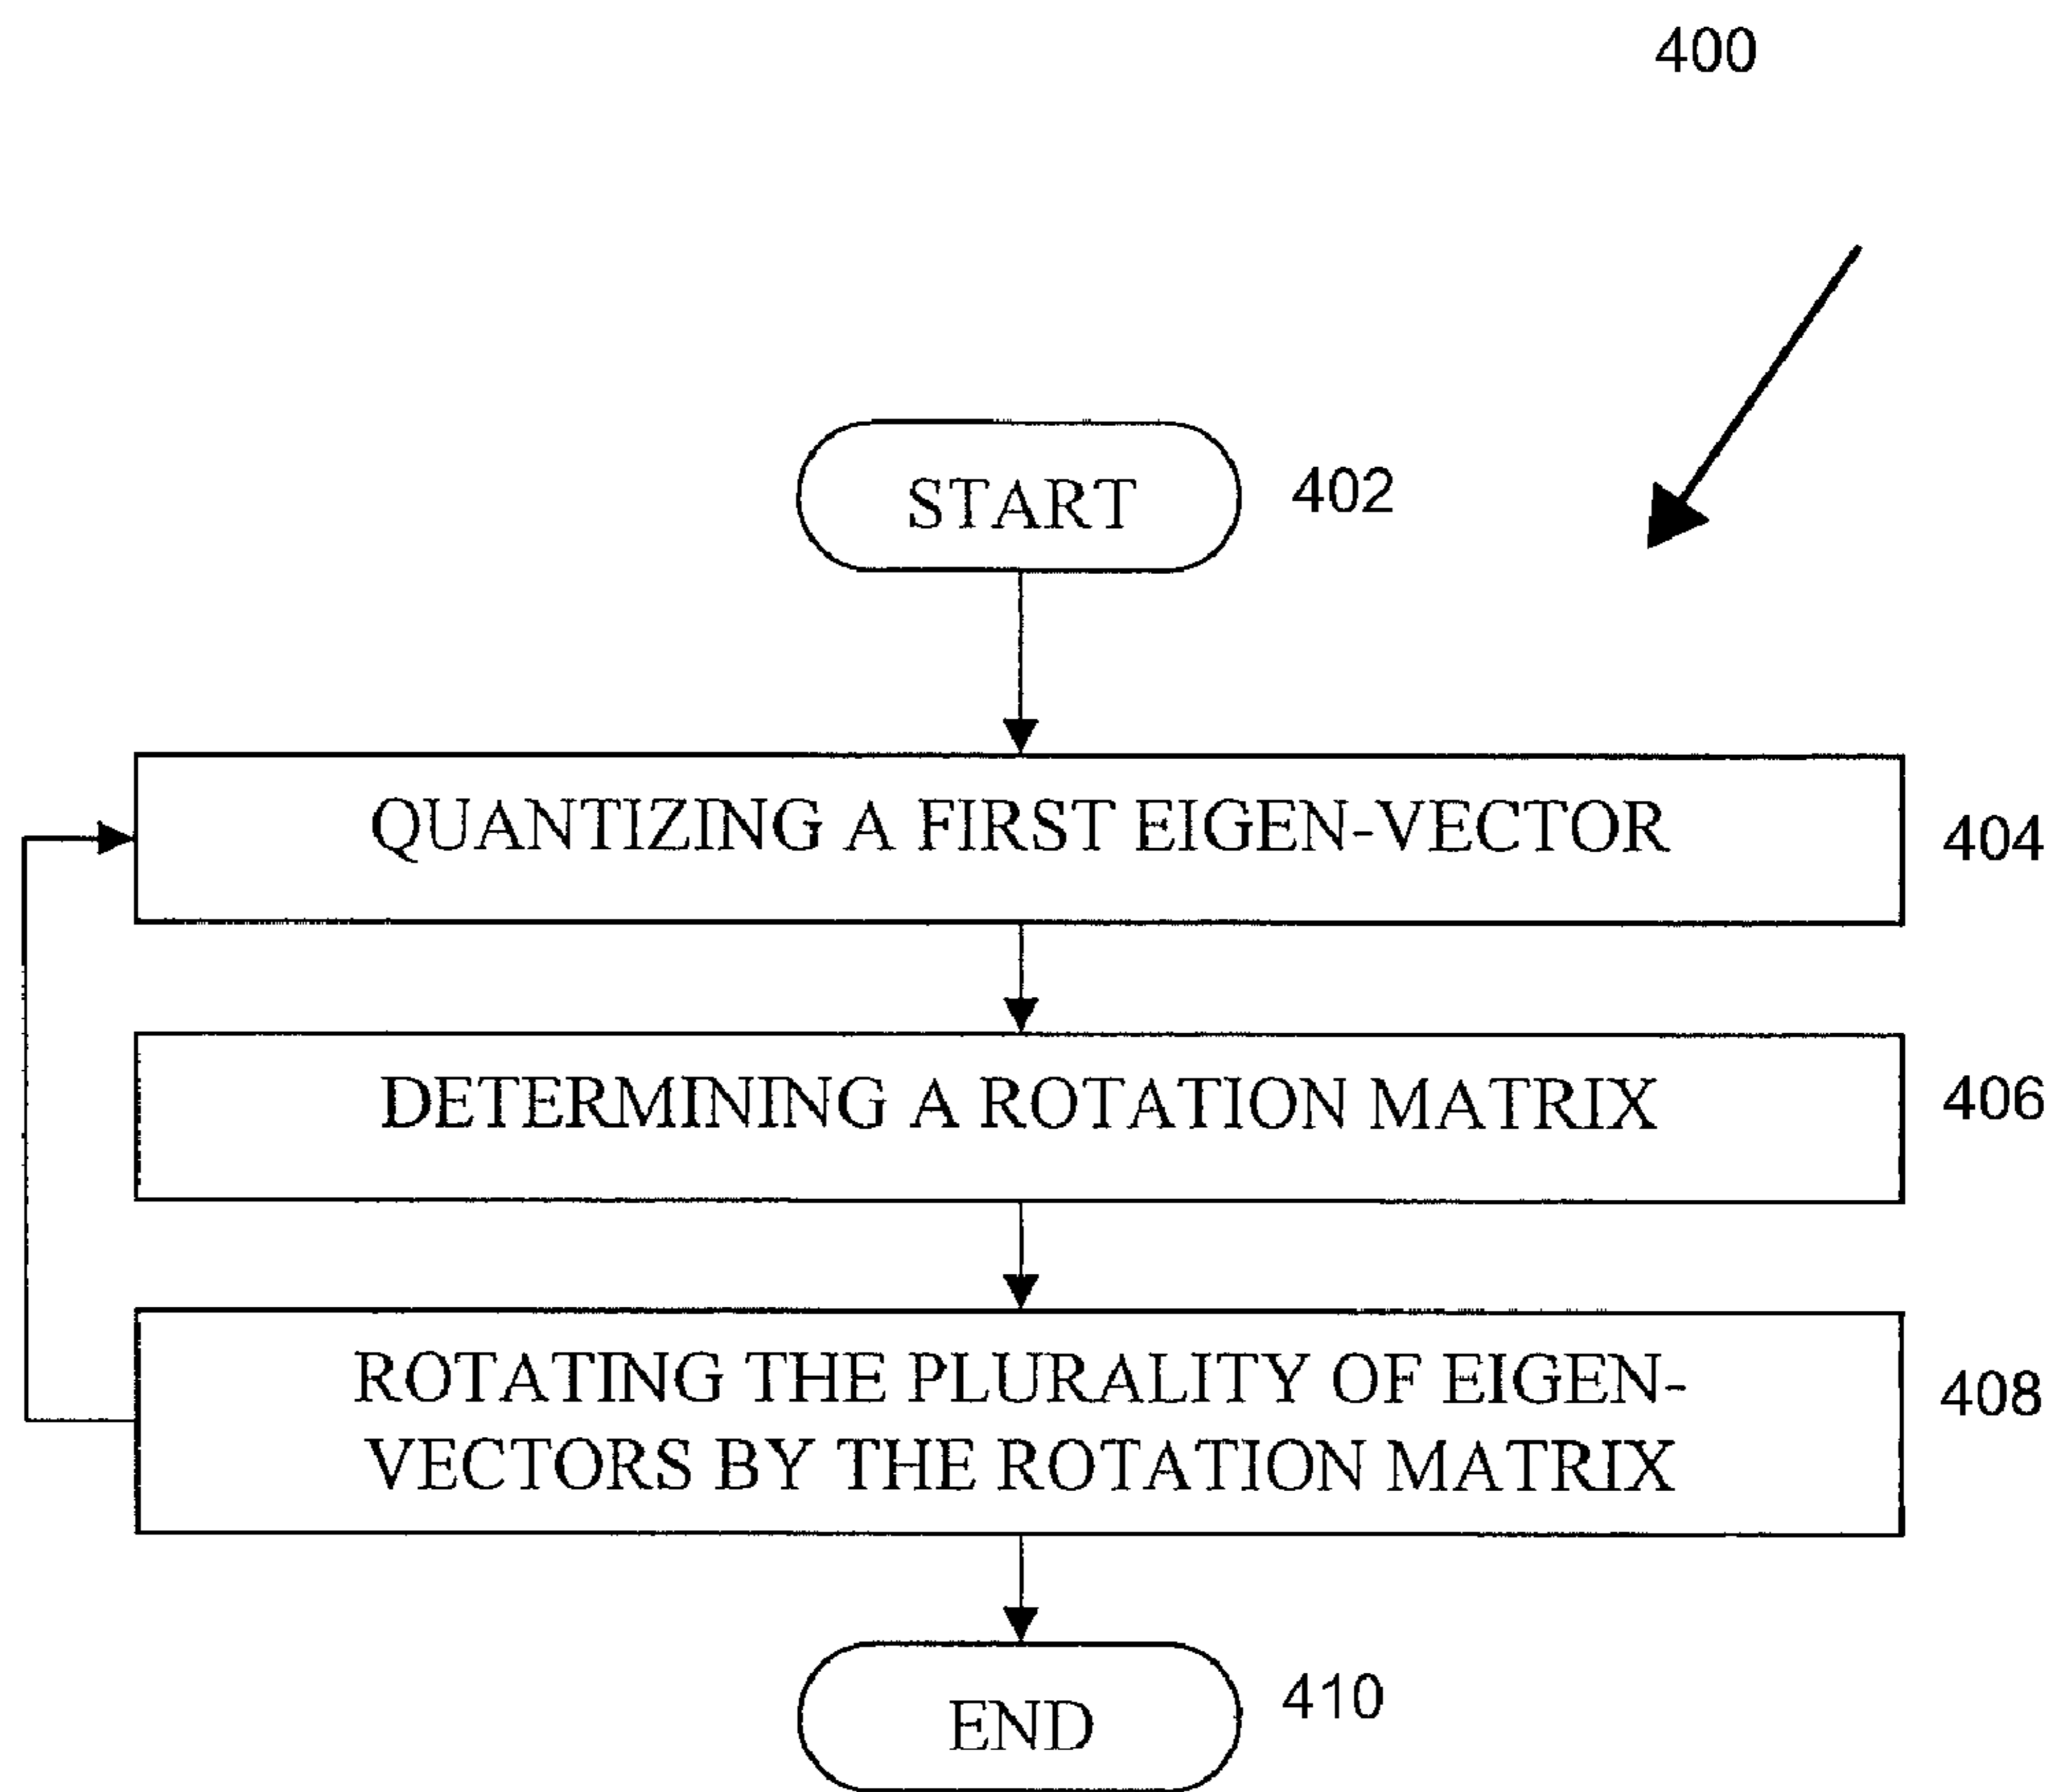 400
START
402
QUANTIZING A FIRST EIGEN-VECTOR
404
DETERMINING A ROTATION MATRIX
406
ROTATING THE PLURALITY OF EIGEN-
VECTORS BY THE ROTATION MATRIX
408
END
410